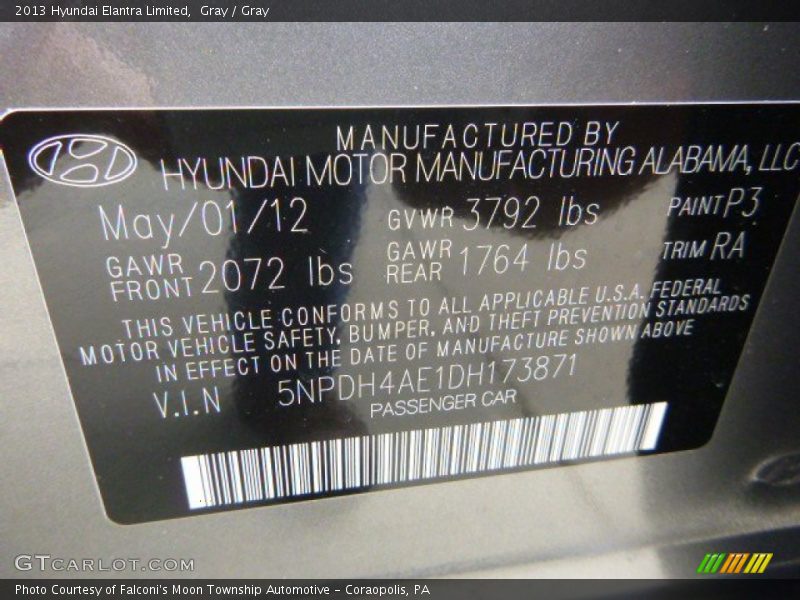 2013 Hyundai Elantra Limited, Gray / Gray
MANUFACTURED BY
HYUNDAI MOTOR MANUFACTURING ALABAMA, LLC
May/01/12 GVWR 3792 lbs PAINT P3
GAWR FRONT 2072 lbs GAWR REAR 1764 lbs TRIM RA
THIS VEHICLE CONFORMS TO ALL APPLICABLE U.S.A. FEDERAL
MOTOR VEHICLE SAFETY, BUMPER, AND THEFT PREVENTION STANDARDS
IN EFFECT ON THE DATE OF MANUFACTURE SHOWN ABOVE
V.I.N 5NPDH4AE1DH173871
PASSENGER CAR
GTCARLOT.COM
Photo Courtesy of Falconi's Moon Township Automotive - Coraopolis, PA